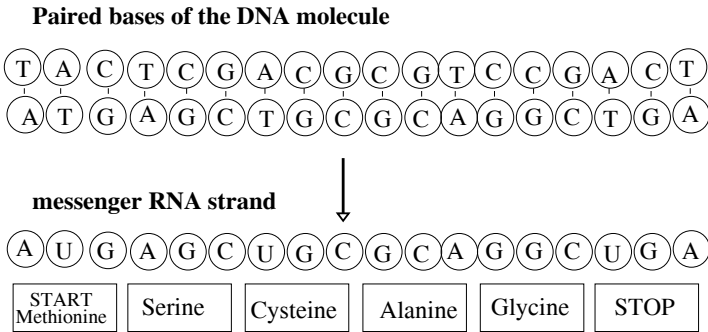 Paired bases of the DNA molecule
T A C T C G A C G C G T C C G A C T
A T G A G C T G C G C A G G C T G A
messenger RNA strand
A U G A G C U G C G C A G G C U G A
START
Methionine Serine Cysteine Alanine Glycine STOP